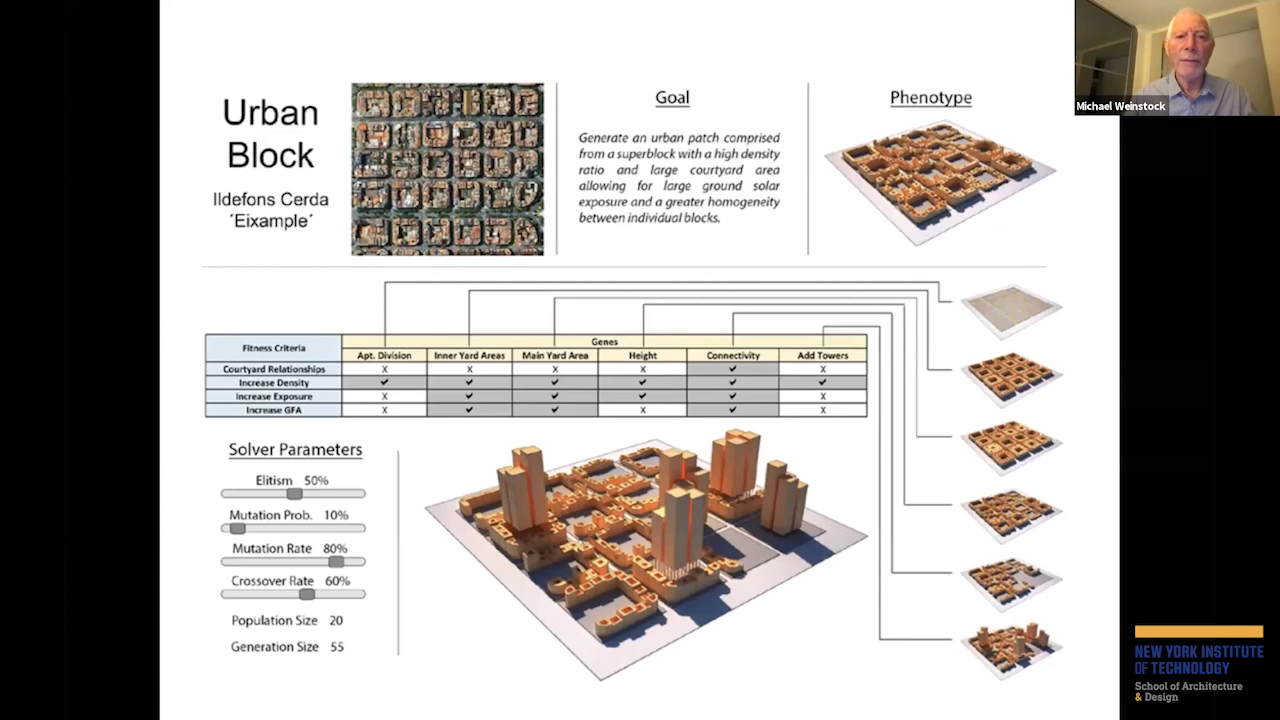 Michael Weinstock
Urban
Block
Ildefons Cerda
´Eixample´
Goal
Generate an urban patch comprised
from a superblock with a high density
ratio and large courtyard area
allowing for large ground solar
exposure and a greater homogeneity
between individual blocks.
Phenotype
Fitness Criteria
Genes
Apt. Division Inner Yard Areas Main Yard Area Height Connectivity Add Towers
Courtyard Relationships X X X X ✔ X
Increase Density ✔ ✔ ✔ ✔ ✔ ✔
Increase Exposure X ✔ ✔ ✔ ✔ X
Increase GFA X ✔ ✔ X ✔ X
Solver Parameters
Elitism 50%
Mutation Prob. 10%
Mutation Rate 80%
Crossover Rate 60%
Population Size 20
Generation Size 55
NEW YORK INSTITUTE
OF TECHNOLOGY
School of Architecture
& Design